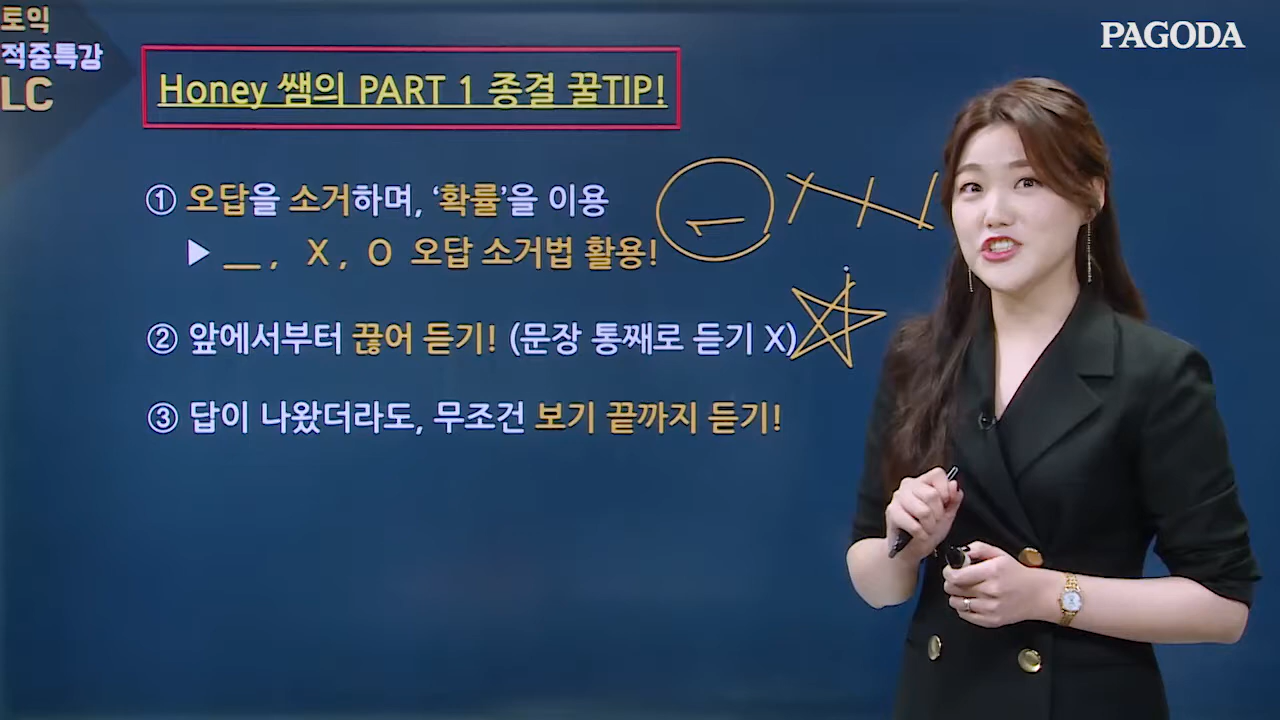 토익
적중특강
LC
PAGODA
Honey 쌤의 PART 1 종결 꿀TIP!
① 오답을 소거하며, ‘확률’을 이용
▶ __ , X , O 오답 소거법 활용!
② 앞에서부터 끊어 듣기! (문장 통째로 듣기 X)
③ 답이 나왔더라도, 무조건 보기 끝까지 듣기!